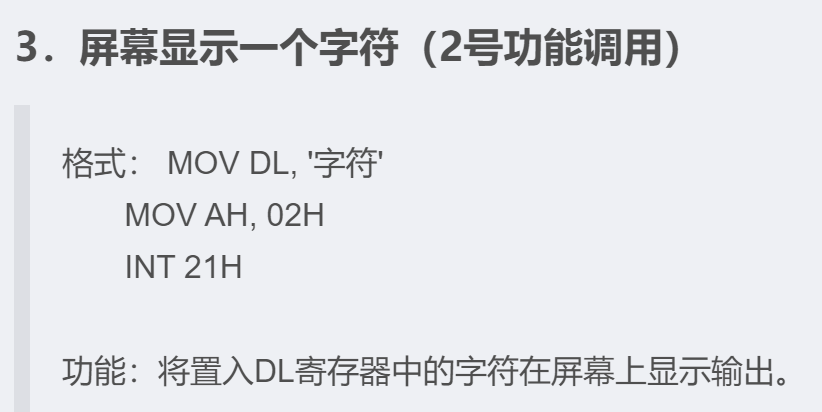 3．屏幕显示一个字符（2号功能调用）
格式： MOV DL, '字符'
MOV AH, 02H
INT 21H
功能：将置入DL寄存器中的字符在屏幕上显示输出。